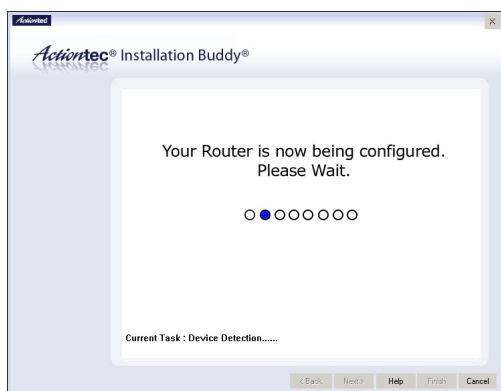 Actiontec
Actiontec® Installation Buddy®
Your Router is now being configured.
Please Wait.
Current Task : Device Detection......
< Back Next > Help Finish Cancel